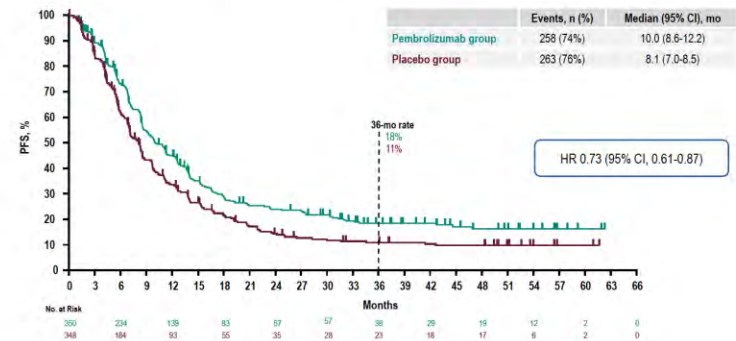 Events, n (%) Median (95% CI), mo
Pembrolizumab group 258 (74%) 10.0 (8.6-12.2)
Placebo group 263 (76%) 8.1 (7.0-8.5)
PFS, %
100
90
80
70
60
50
40
30
20
10
0
36-mo rate
18%
11%
HR 0.73 (95% CI, 0.61-0.87)
0 3 6 9 12 15 18 21 24 27 30 33 36 39 42 45 48 51 54 57 60 63 66
Months
No. at Risk
350 234 139 83 67 57 38 29 19 12 2 0
348 184 93 55 35 28 23 18 17 6 2 0